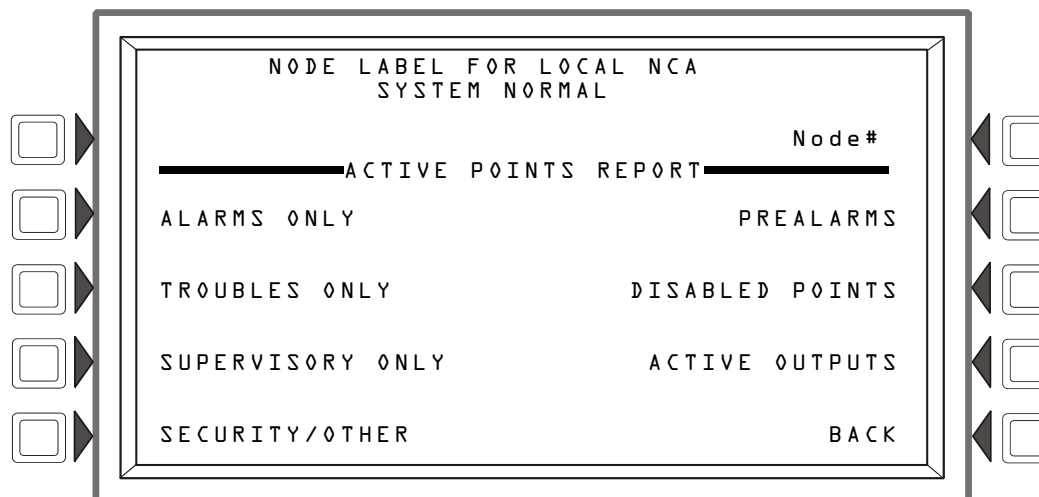 NODE LABEL FOR LOCAL NCA
SYSTEM NORMAL
Node#
ACTIVE POINTS REPORT
ALARMS ONLY PREALARMS
TROUBLES ONLY DISABLED POINTS
SUPERVISORY ONLY ACTIVE OUTPUTS
SECURITY/OTHER BACK